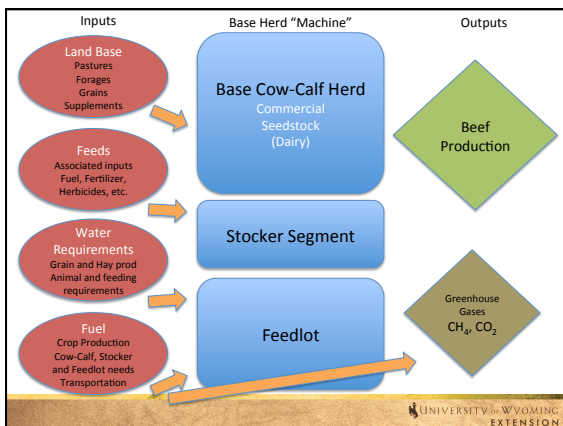 Inputs
Base Herd “Machine”
Outputs
Land Base
Pastures
Forages
Grains
Supplements
Feeds
Associated inputs
Fuel, Fertilizer,
Herbicides, etc.
Water
Requirements
Grain and Hay prod
Animal and feeding
requirements
Fuel
Crop Production
Cow-Calf, Stocker
and Feedlot needs
Transportation
Base Cow-Calf Herd
Commercial
Seedstock
(Dairy)
Stocker Segment
Feedlot
Beef
Production
Greenhouse
Gases
CH₄, CO₂
UNIVERSITY OF WYOMING
EXTENSION